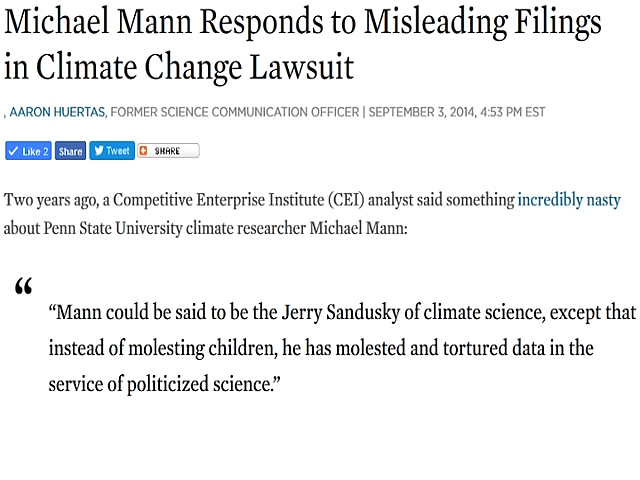 Michael Mann Responds to Misleading Filings
in Climate Change Lawsuit
, AARON HUERTAS, FORMER SCIENCE COMMUNICATION OFFICER | SEPTEMBER 3, 2014, 4:53 PM EST
Like 2 Share Tweet SHARE
Two years ago, a Competitive Enterprise Institute (CEI) analyst said something incredibly nasty
about Penn State University climate researcher Michael Mann:
“
“Mann could be said to be the Jerry Sandusky of climate science, except that
instead of molesting children, he has molested and tortured data in the
service of politicized science.”